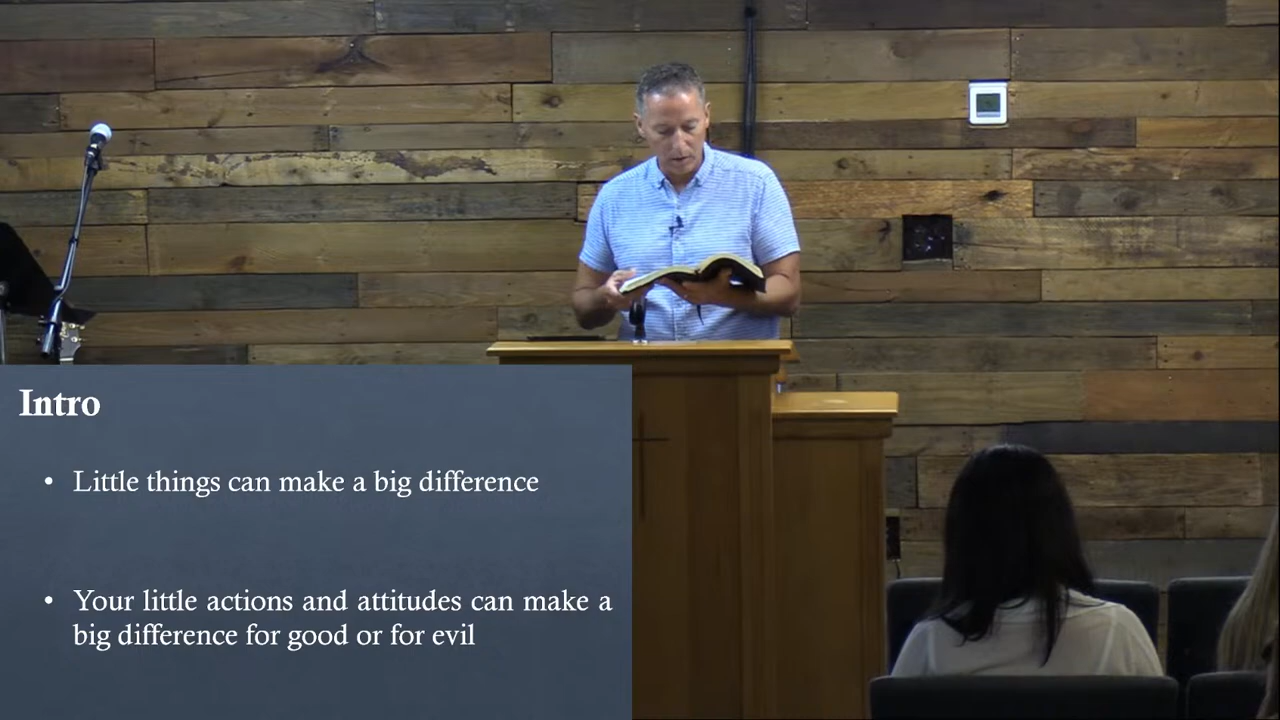 Intro
• Little things can make a big difference
• Your little actions and attitudes can make a
big difference for good or for evil